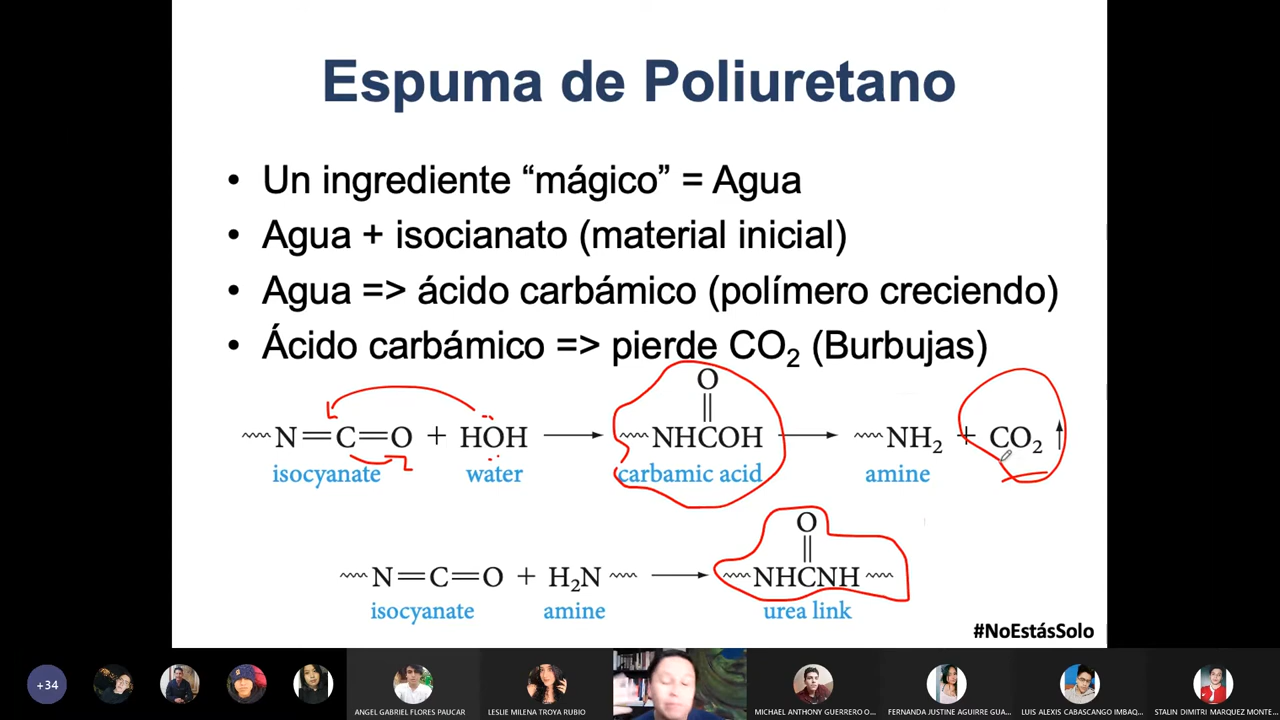 Espuma de Poliuretano
• Un ingrediente “mágico” = Agua
• Agua + isocianato (material inicial)
• Agua => ácido carbámico (polímero creciendo)
• Ácido carbámico => pierde CO₂ (Burbujas)
O
N=C=O + HOH → NHCOH → NH₂ + CO₂ ↑
isocyanate water carbamic acid amine
O
N=C=O + H₂N → NHCNH
isocyanate amine urea link
#NoEstásSolo
+34
ANGEL GABRIEL FLORES PAUCAR
LESLIE MILENA TROYA RUBIO
MICHAEL ANTHONY GUERRERO O...
FERNANDA JUSTINE AGUIRRE GUA...
LUIS ALEXIS CABASCANGO IMBAQ...
STALIN DIMITRI MARQUEZ MONTE...